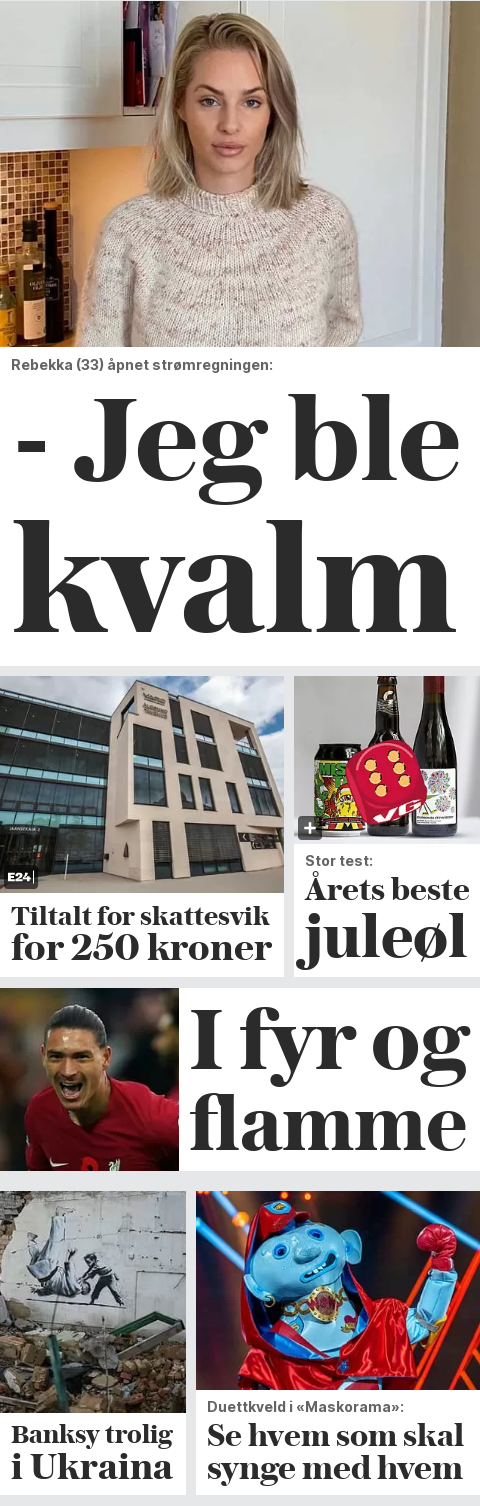 Rebekka (33) åpnet strømregningen:
- Jeg ble
kvalm
E24
Tiltalt for skattesvik
for 250 kroner
VG
+
Stor test:
Årets beste
juleøl
I fyr og
flamme
Banksy trolig
i Ukraina
Duettkveld i «Maskorama»:
Se hvem som skal
synge med hvem